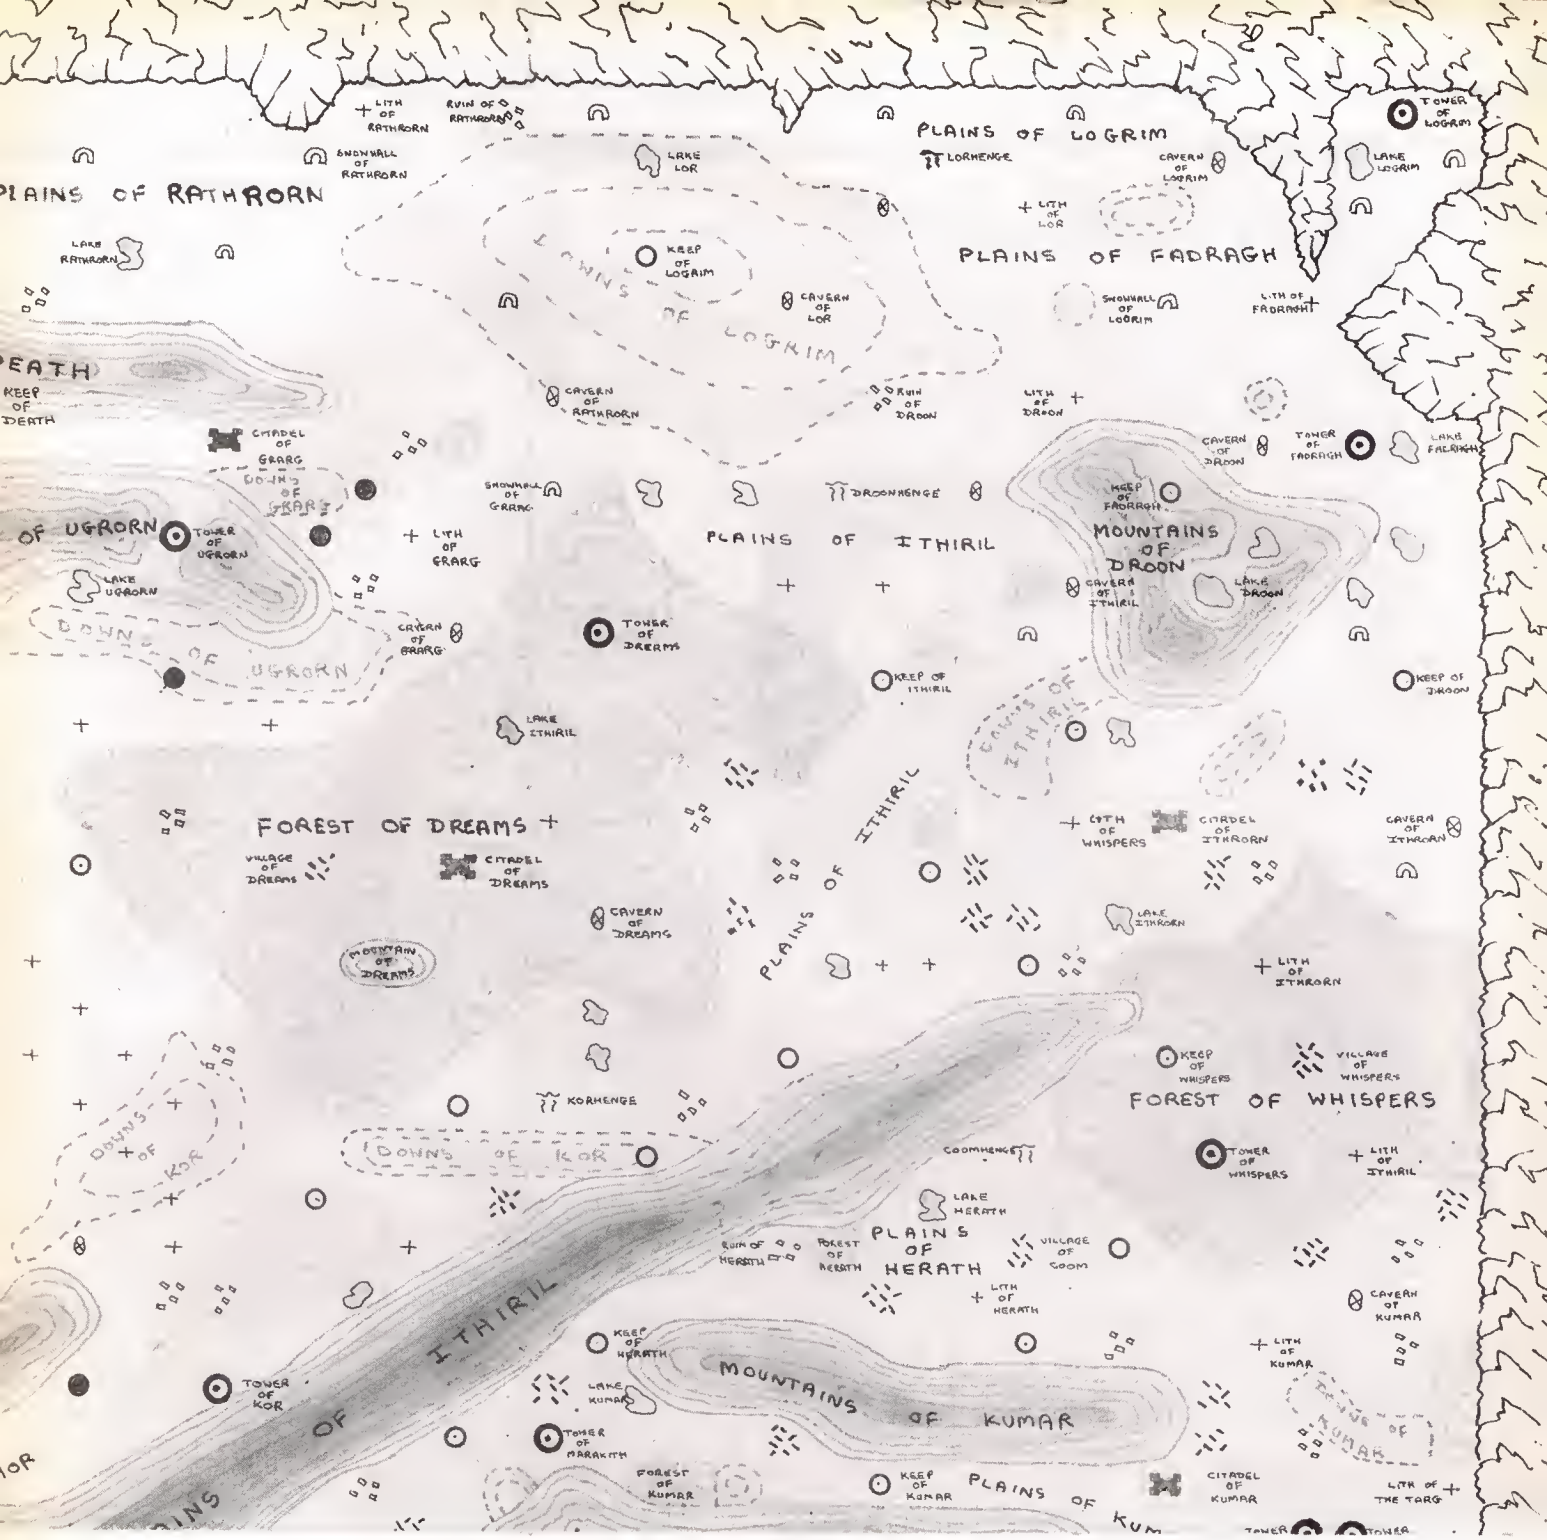 LITH
OF
RATHRORN
RUIN OF
RATHRORN
TOWER
OF
LOGRIM
PLAINS OF LOGRIM
SNOWHALL
OF
RATHRORN
LAKE
LOR
LORHENGE
CAVERN
OF
LOGRIM
LAKE
LOGRIM
PLAINS OF RATHRORN
LITH
OF
LOR
LAKE
RATHRORN
KEEP
OF
LOGRIM
PLAINS OF FADRAGH
DOWNS OF LOGRIM
CAVERN
OF
LOR
SNOWHALL
OF
LOGRIM
LITH OF
FADRAGH
DEATH
KEEP
OF
DEATH
CAVERN
OF
RATHRORN
RUIN
OF
DROON
LITH
OF
DROON
CITADEL
OF
GRARG
CAVERN
OF
DROON
TOWER
OF
FADRAGH
LAKE
FADRAGH
DOWNS
OF
GRARG
SNOWHALL
OF
GRARG
DROONHENGE
KEEP
OF
FADRAGH
OF UGRORN
TOWER
OF
UGRORN
LITH
OF
GRARG
PLAINS OF ITHIRIL
MOUNTAINS
OF
DROON
LAKE
UGRORN
CAVERN
OF
ITHIRIL
LAKE
DROON
DOWNS OF UGRORN
CAVERN
OF
GRARG
TOWER
OF
DREAMS
KEEP OF
ITHIRIL
DOWNS OF
ITHIRIL
KEEP OF
DROON
LAKE
ITHIRIL
FOREST OF DREAMS
PLAINS OF ITHIRIL
LITH
OF
WHISPERS
CITADEL
OF
ITHRORN
CAVERN
OF
ITHRORN
VILLAGE
OF
DREAMS
CITADEL
OF
DREAMS
CAVERN
OF
DREAMS
LAKE
ITHRORN
MOUNTAIN
OF
DREAMS
LITH
OF
ITHRORN
KEEP
OF
WHISPERS
VILLAGE
OF
WHISPERS
KORHENGE
FOREST OF WHISPERS
DOWNS
OF
KOR
DOWNS OF KOR
COOMHENGE
TOWER
OF
WHISPERS
LITH
OF
ITHIRIL
LAKE
HERATH
PLAINS
OF
HERATH
RUIN OF
HERATH
FOREST
OF
HERATH
VILLAGE
OF
COOM
LITH
OF
HERATH
CAVERN
OF
KUMAR
KEEP
OF
HERATH
LITH
OF
KUMAR
TOWER
OF
KOR
LAKE
KUMAR
MOUNTAINS OF KUMAR
DOWNS OF
KUMAR
TOWER
OF
MARAKITH
AINS OF ITHIRIL
OR
FOREST
OF
KUMAR
KEEP
OF
KUMAR
PLAINS OF KUM
CITADEL
OF
KUMAR
LITH OF
THE TARG
TOWER
TOWER